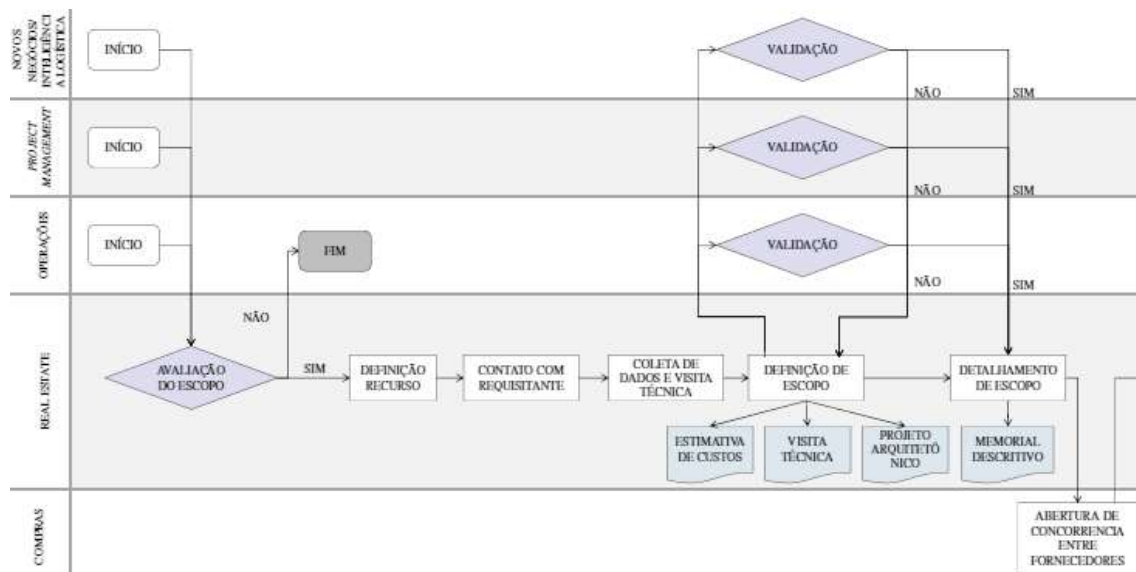 NOVOS
NEGÓCIOS/
INTELIGÊNCI
A LOGÍSTICA
INÍCIO
VALIDAÇÃO
NÃO
SIM
PROJECT
MANAGEMENT
INÍCIO
VALIDAÇÃO
NÃO
SIM
OPERAÇÕES
INÍCIO
FIM
VALIDAÇÃO
NÃO
SIM
REAL ESTATE
NÃO
AVALIAÇÃO
DO ESCOPO
SIM
DEFINIÇÃO
RECURSO
CONTATO COM
REQUISITANTE
COLETA DE
DADOS E VISITA
TÉCNICA
DEFINIÇÃO DE
ESCOPO
DETALHAMENTO
DE ESCOPO
ESTIMATIVA
DE CUSTOS
VISITA
TÉCNICA
PROJETO
ARQUITETÔ
NICO
MEMORIAL
DESCRITIVO
COMPRAS
ABERTURA DE
CONCORRENCIA
ENTRE
FORNECEDORES